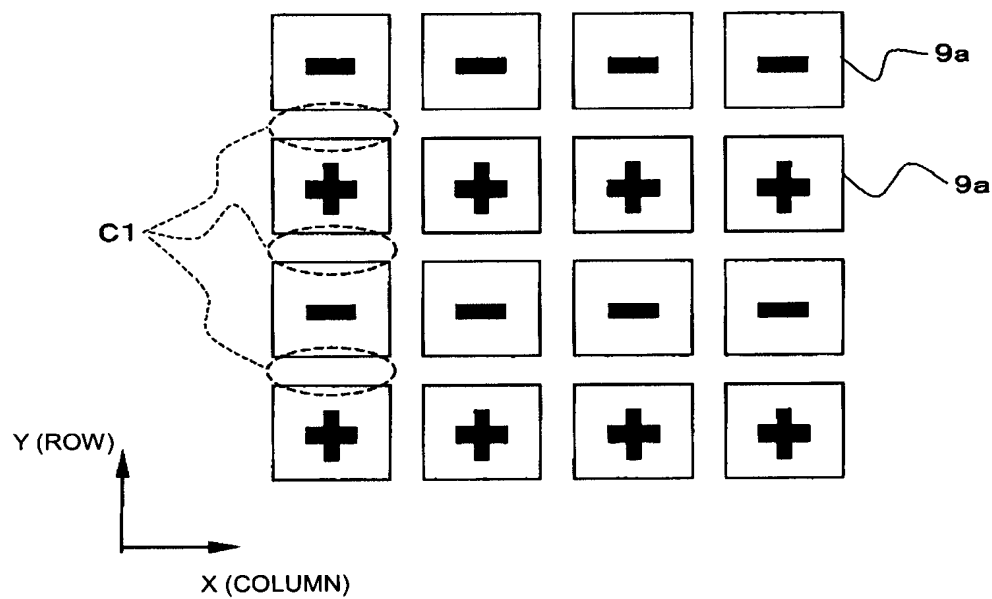 − − − − 9a
+ + + + 9a
C1
− − − −
+ + + +
Y (ROW)
X (COLUMN)